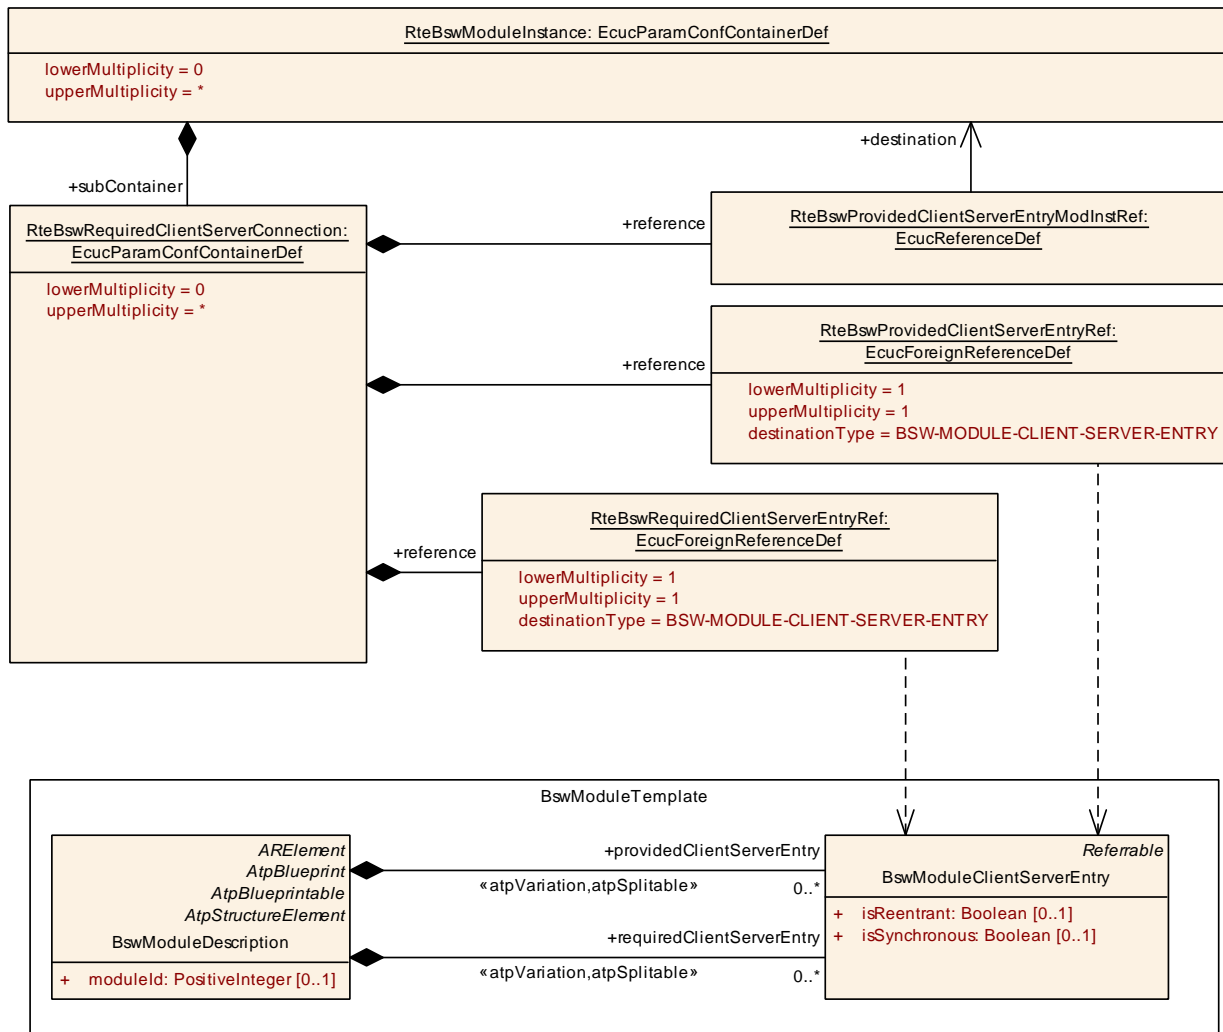 RteBswModuleInstance: EcucParamConfContainerDef
lowerMultiplicity = 0
upperMultiplicity = *
+destination
+subContainer
RteBswRequiredClientServerConnection:
EcucParamConfContainerDef
lowerMultiplicity = 0
upperMultiplicity = *
+reference
RteBswProvidedClientServerEntryModInstRef:
EcucReferenceDef
+reference
RteBswProvidedClientServerEntryRef:
EcucForeignReferenceDef
lowerMultiplicity = 1
upperMultiplicity = 1
destinationType = BSW-MODULE-CLIENT-SERVER-ENTRY
+reference
RteBswRequiredClientServerEntryRef:
EcucForeignReferenceDef
lowerMultiplicity = 1
upperMultiplicity = 1
destinationType = BSW-MODULE-CLIENT-SERVER-ENTRY
BswModuleTemplate
ARElement
AtpBlueprint
AtpBlueprintable
AtpStructureElement
BswModuleDescription
+ moduleId: PositiveInteger [0..1]
+providedClientServerEntry
«atpVariation,atpSplitable» 0..*
+requiredClientServerEntry
«atpVariation,atpSplitable» 0..*
Referrable
BswModuleClientServerEntry
+ isReentrant: Boolean [0..1]
+ isSynchronous: Boolean [0..1]